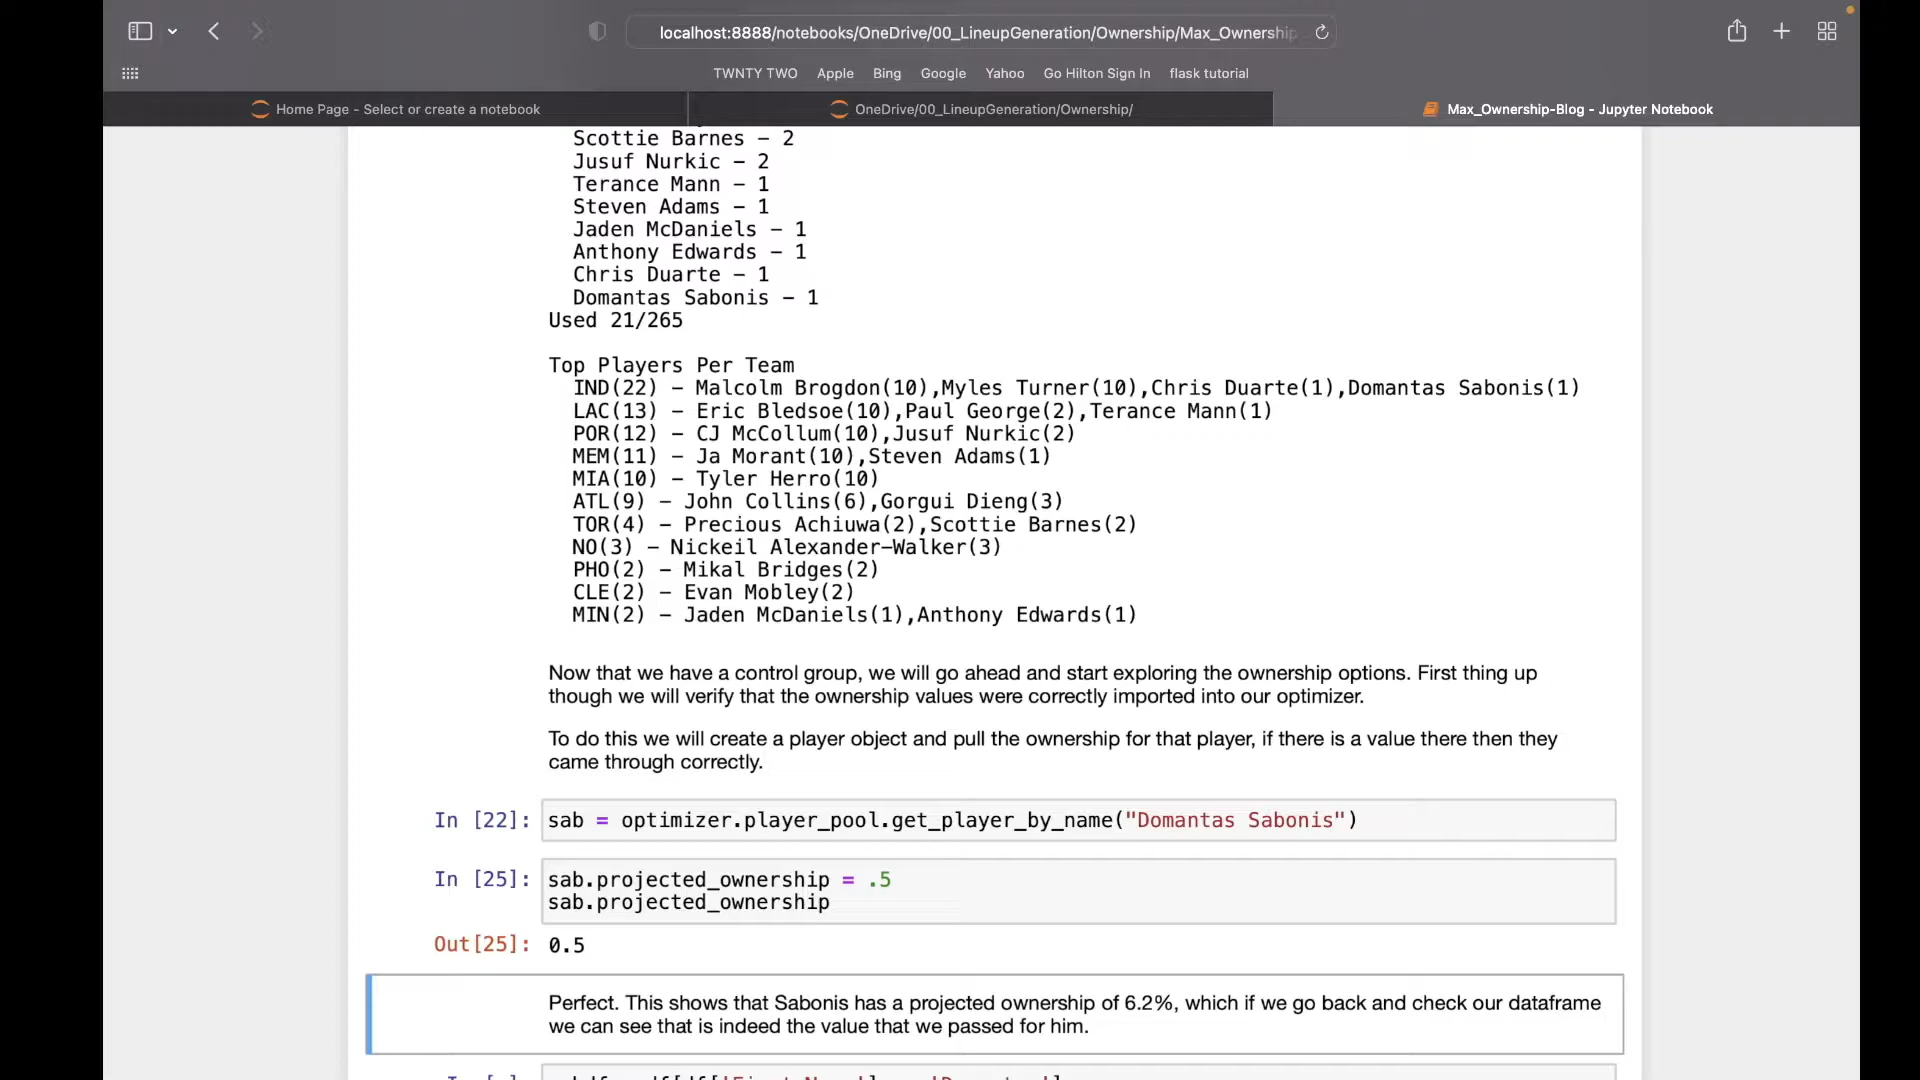 localhost:8888/notebooks/OneDrive/00_LineupGeneration/Ownership/Max_Ownership
TWNTY TWO Apple Bing Google Yahoo Go Hilton Sign In flask tutorial
Home Page - Select or create a notebook
OneDrive/00_LineupGeneration/Ownership/
Max_Ownership-Blog - Jupyter Notebook
Scottie Barnes – 2
Jusuf Nurkic – 2
Terance Mann – 1
Steven Adams – 1
Jaden McDaniels – 1
Anthony Edwards – 1
Chris Duarte – 1
Domantas Sabonis – 1
Used 21/265
Top Players Per Team
IND(22) – Malcolm Brogdon(10),Myles Turner(10),Chris Duarte(1),Domantas Sabonis(1)
LAC(13) – Eric Bledsoe(10),Paul George(2),Terance Mann(1)
POR(12) – CJ McCollum(10),Jusuf Nurkic(2)
MEM(11) – Ja Morant(10),Steven Adams(1)
MIA(10) – Tyler Herro(10)
ATL(9) – John Collins(6),Gorgui Dieng(3)
TOR(4) – Precious Achiuwa(2),Scottie Barnes(2)
NO(3) – Nickeil Alexander-Walker(3)
PHO(2) – Mikal Bridges(2)
CLE(2) – Evan Mobley(2)
MIN(2) – Jaden McDaniels(1),Anthony Edwards(1)
Now that we have a control group, we will go ahead and start exploring the ownership options. First thing up
though we will verify that the ownership values were correctly imported into our optimizer.
To do this we will create a player object and pull the ownership for that player, if there is a value there then they
came through correctly.
In [22]: sab = optimizer.player_pool.get_player_by_name("Domantas Sabonis")
In [25]: sab.projected_ownership = .5
sab.projected_ownership
Out[25]: 0.5
Perfect. This shows that Sabonis has a projected ownership of 6.2%, which if we go back and check our dataframe
we can see that is indeed the value that we passed for him.